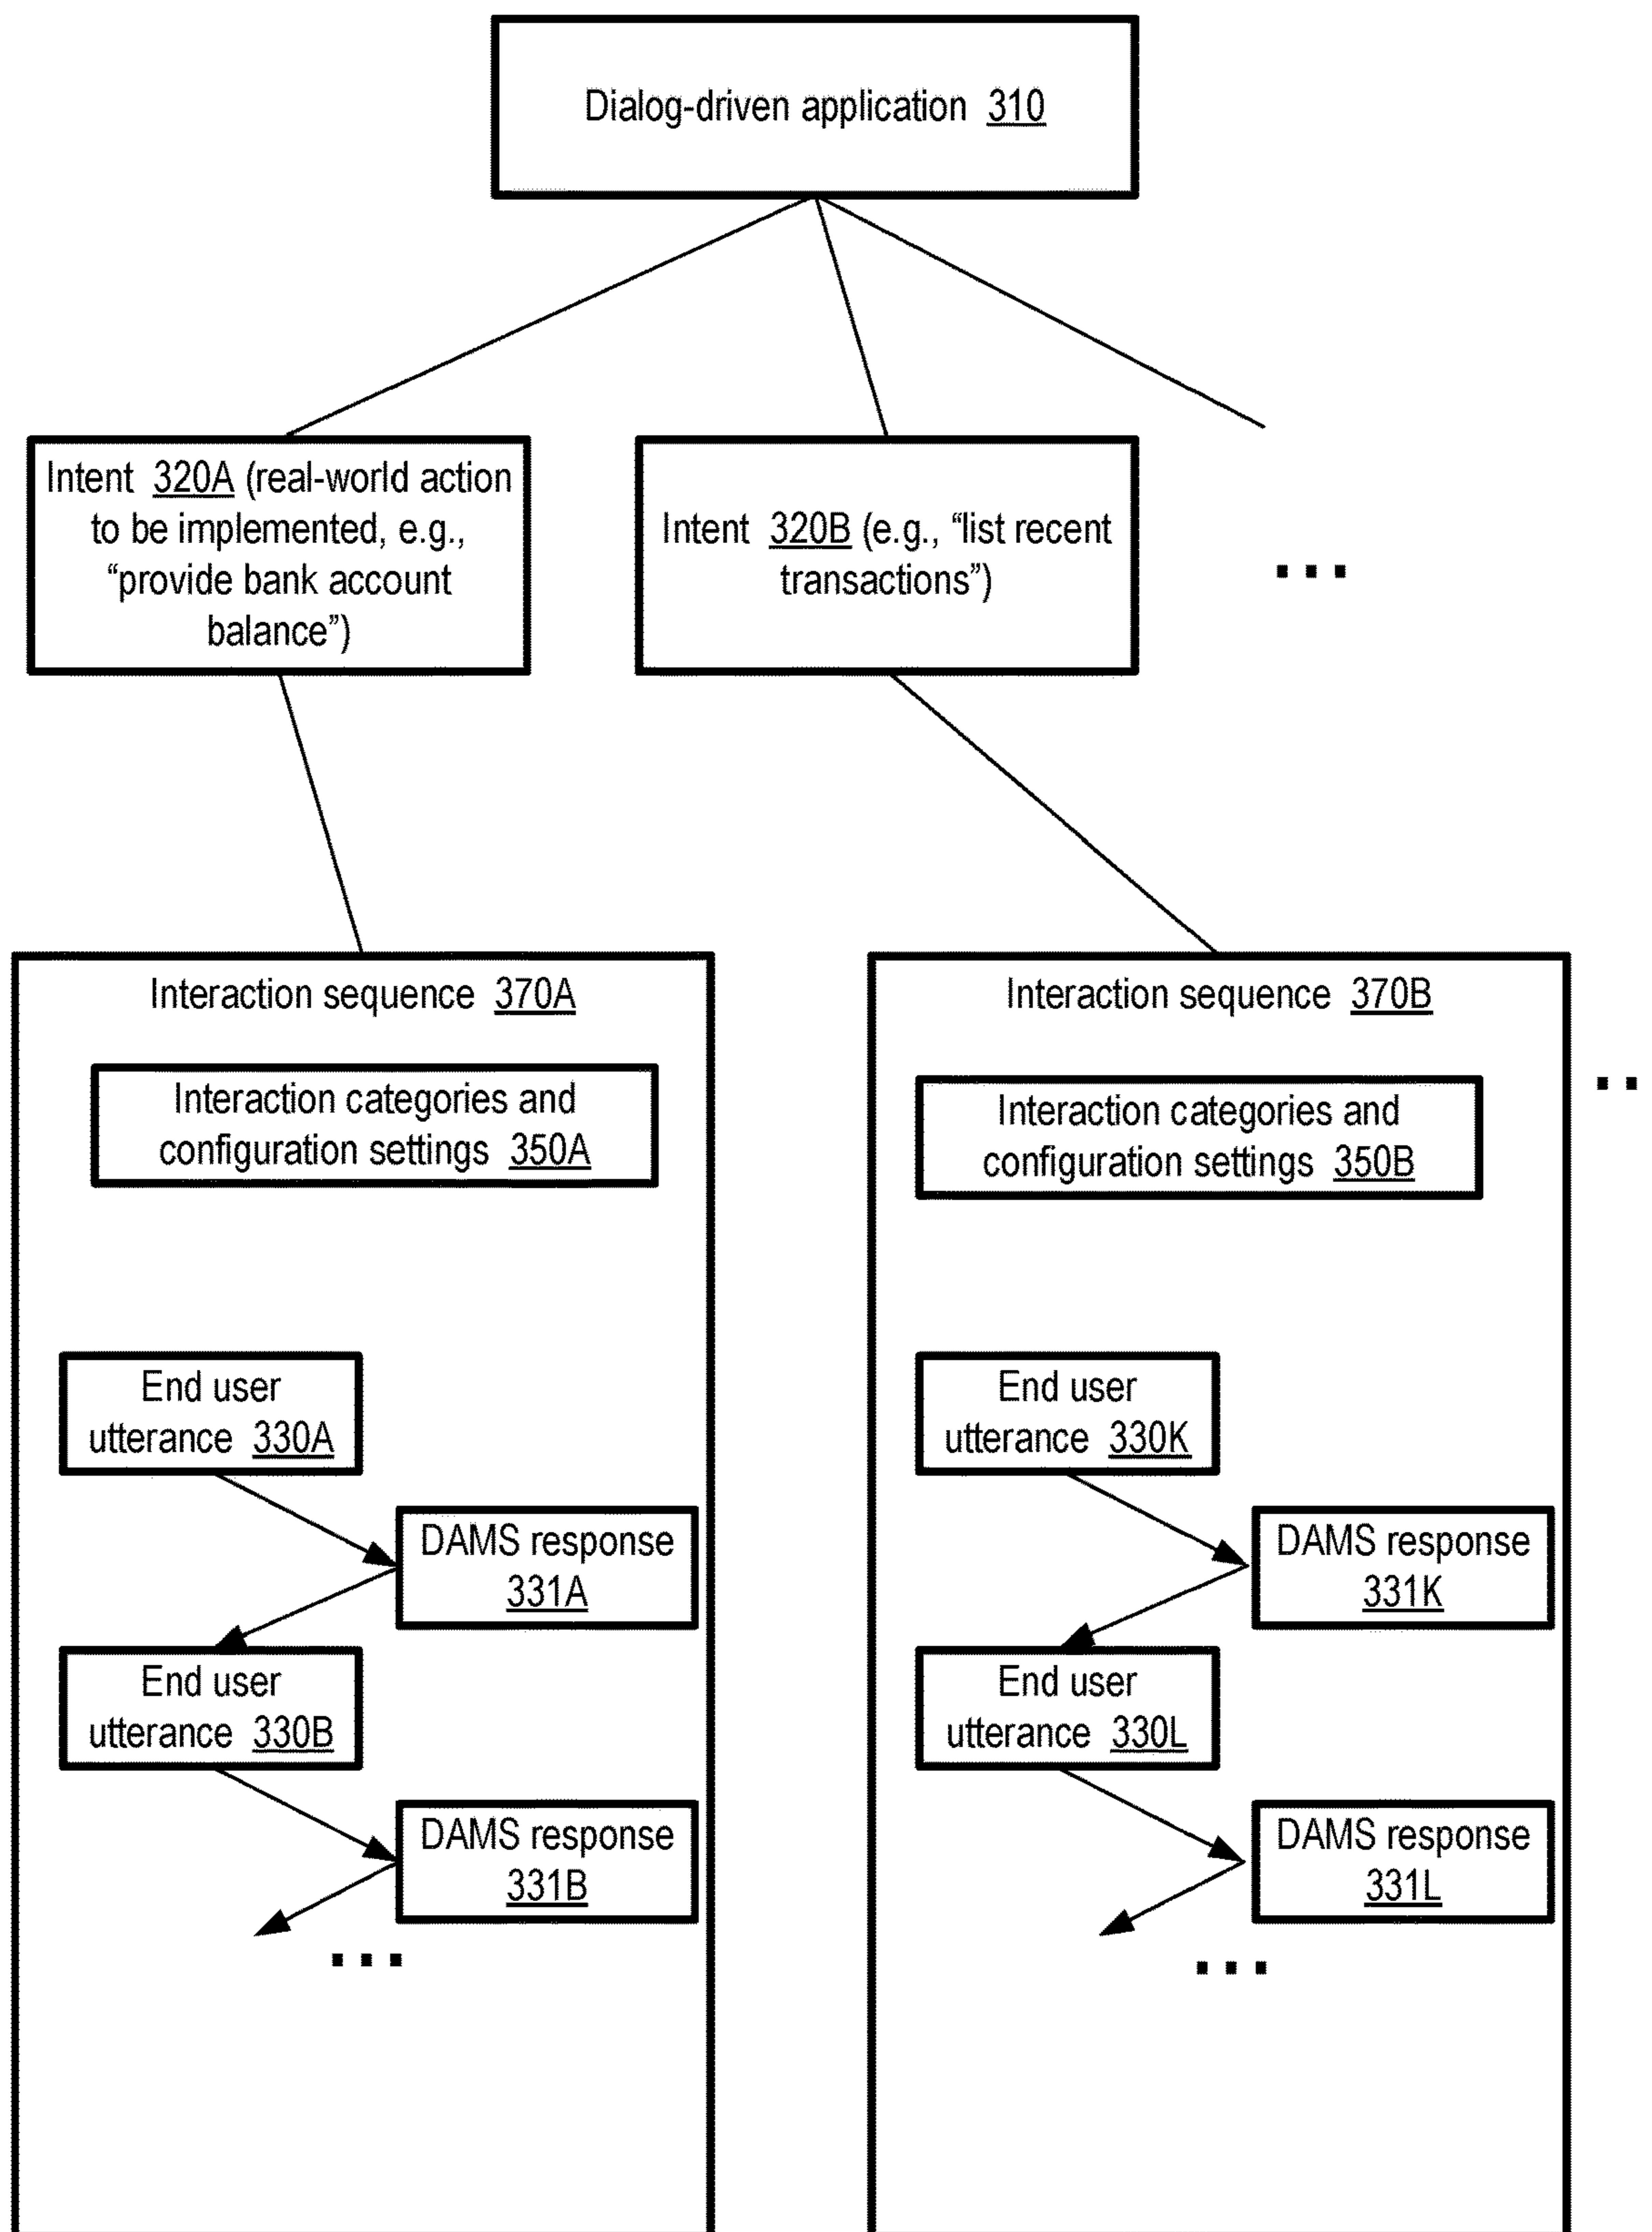 Dialog-driven application 310
Intent 320A (real-world action
to be implemented, e.g.,
“provide bank account
balance”)
Intent 320B (e.g., “list recent
transactions”)
...
Interaction sequence 370A
Interaction categories and
configuration settings 350A
End user
utterance 330A
DAMS response
331A
End user
utterance 330B
DAMS response
331B
...
Interaction sequence 370B
Interaction categories and
configuration settings 350B
End user
utterance 330K
DAMS response
331K
End user
utterance 330L
DAMS response
331L
...
..